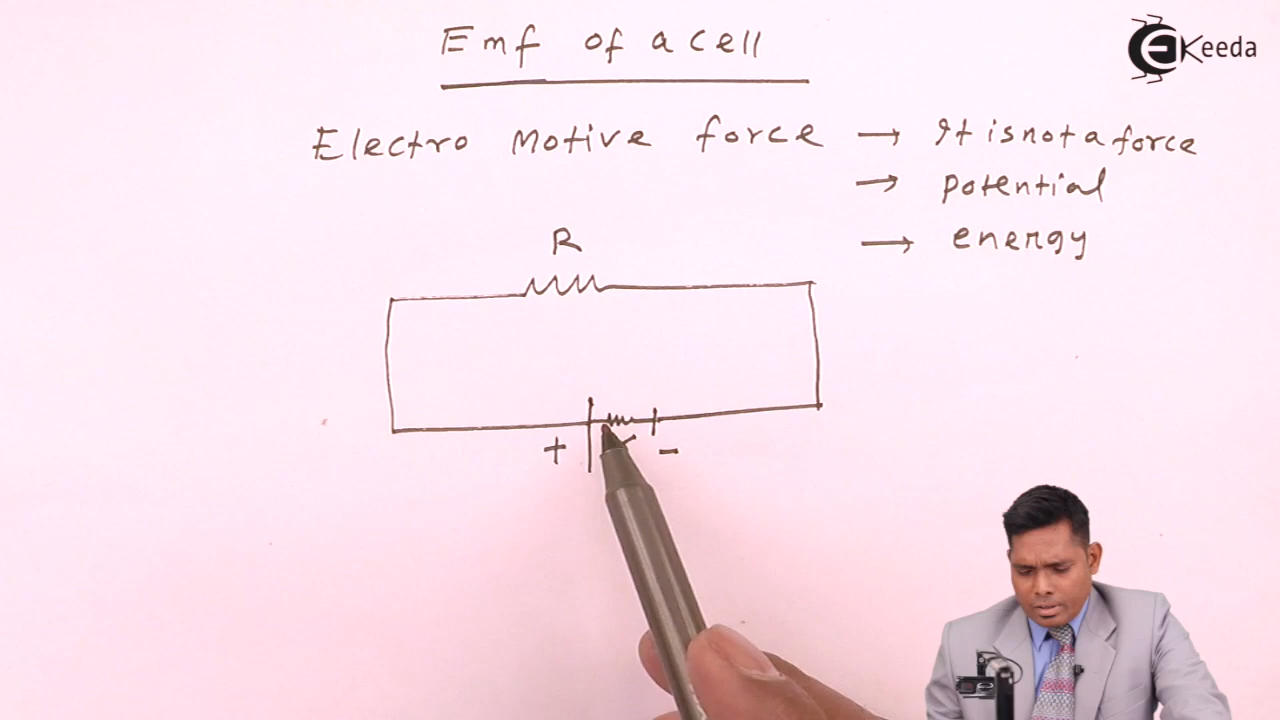 Emf of a cell
Ekeeda
Electro Motive force → It is not a force
→ potential
→ energy
R
+ r -